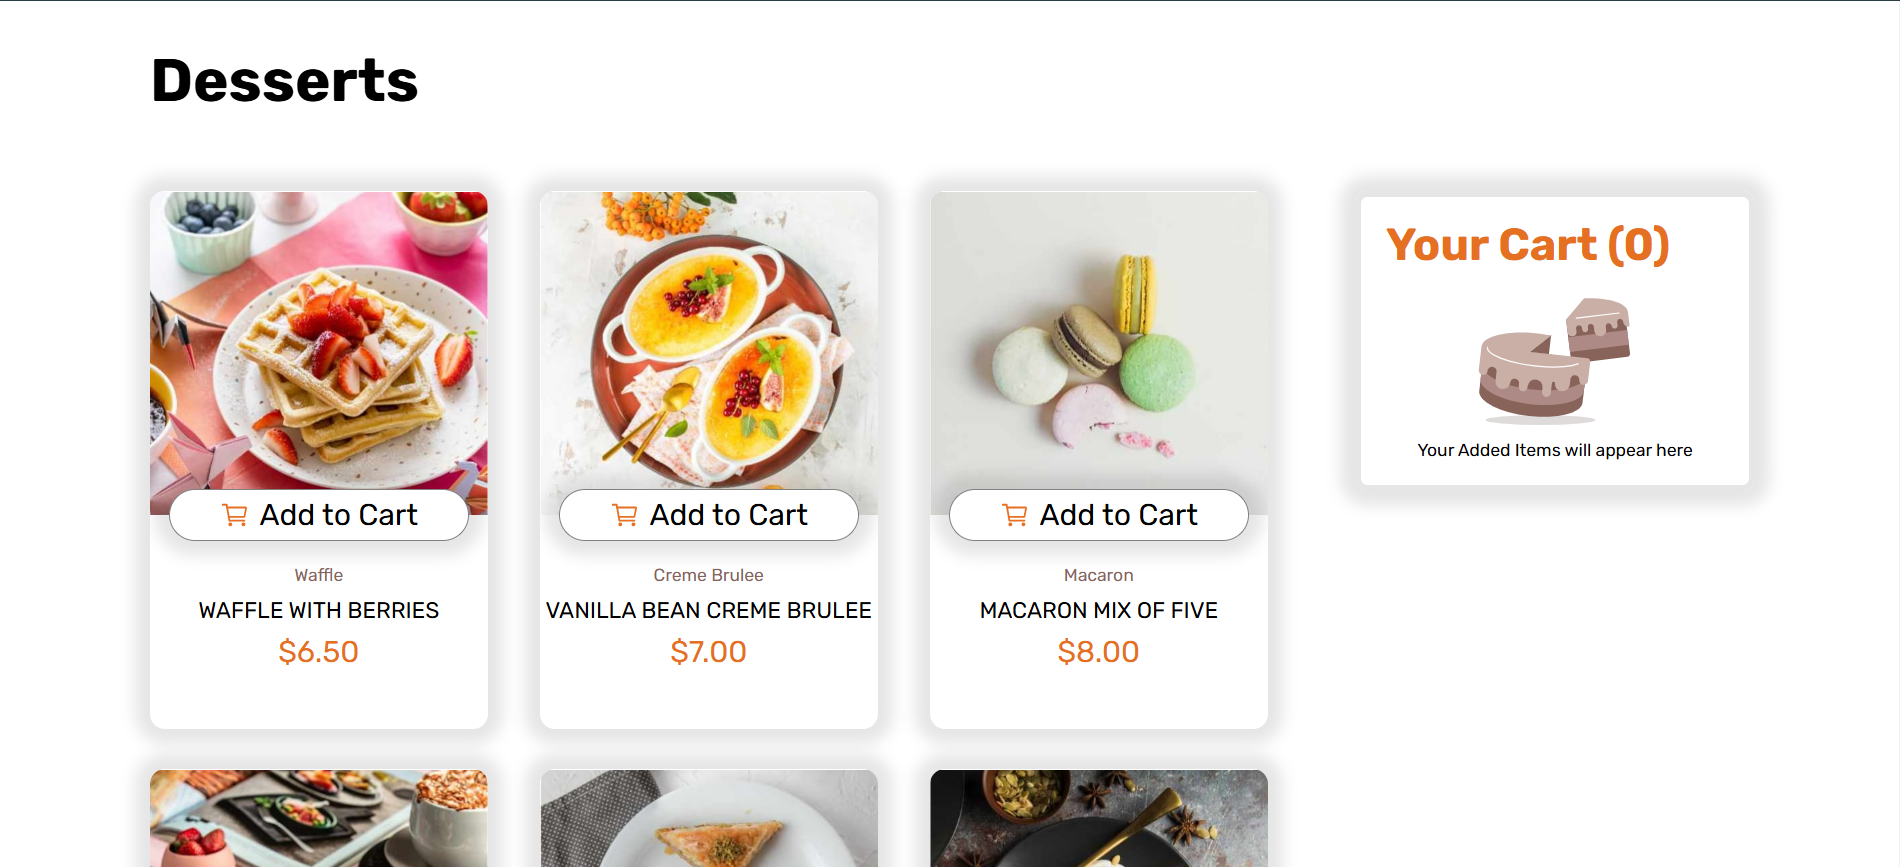 Desserts
Add to Cart
Waffle
WAFFLE WITH BERRIES
$6.50
Add to Cart
Creme Brulee
VANILLA BEAN CREME BRULEE
$7.00
Add to Cart
Macaron
MACARON MIX OF FIVE
$8.00
Your Cart (0)
Your Added Items will appear here